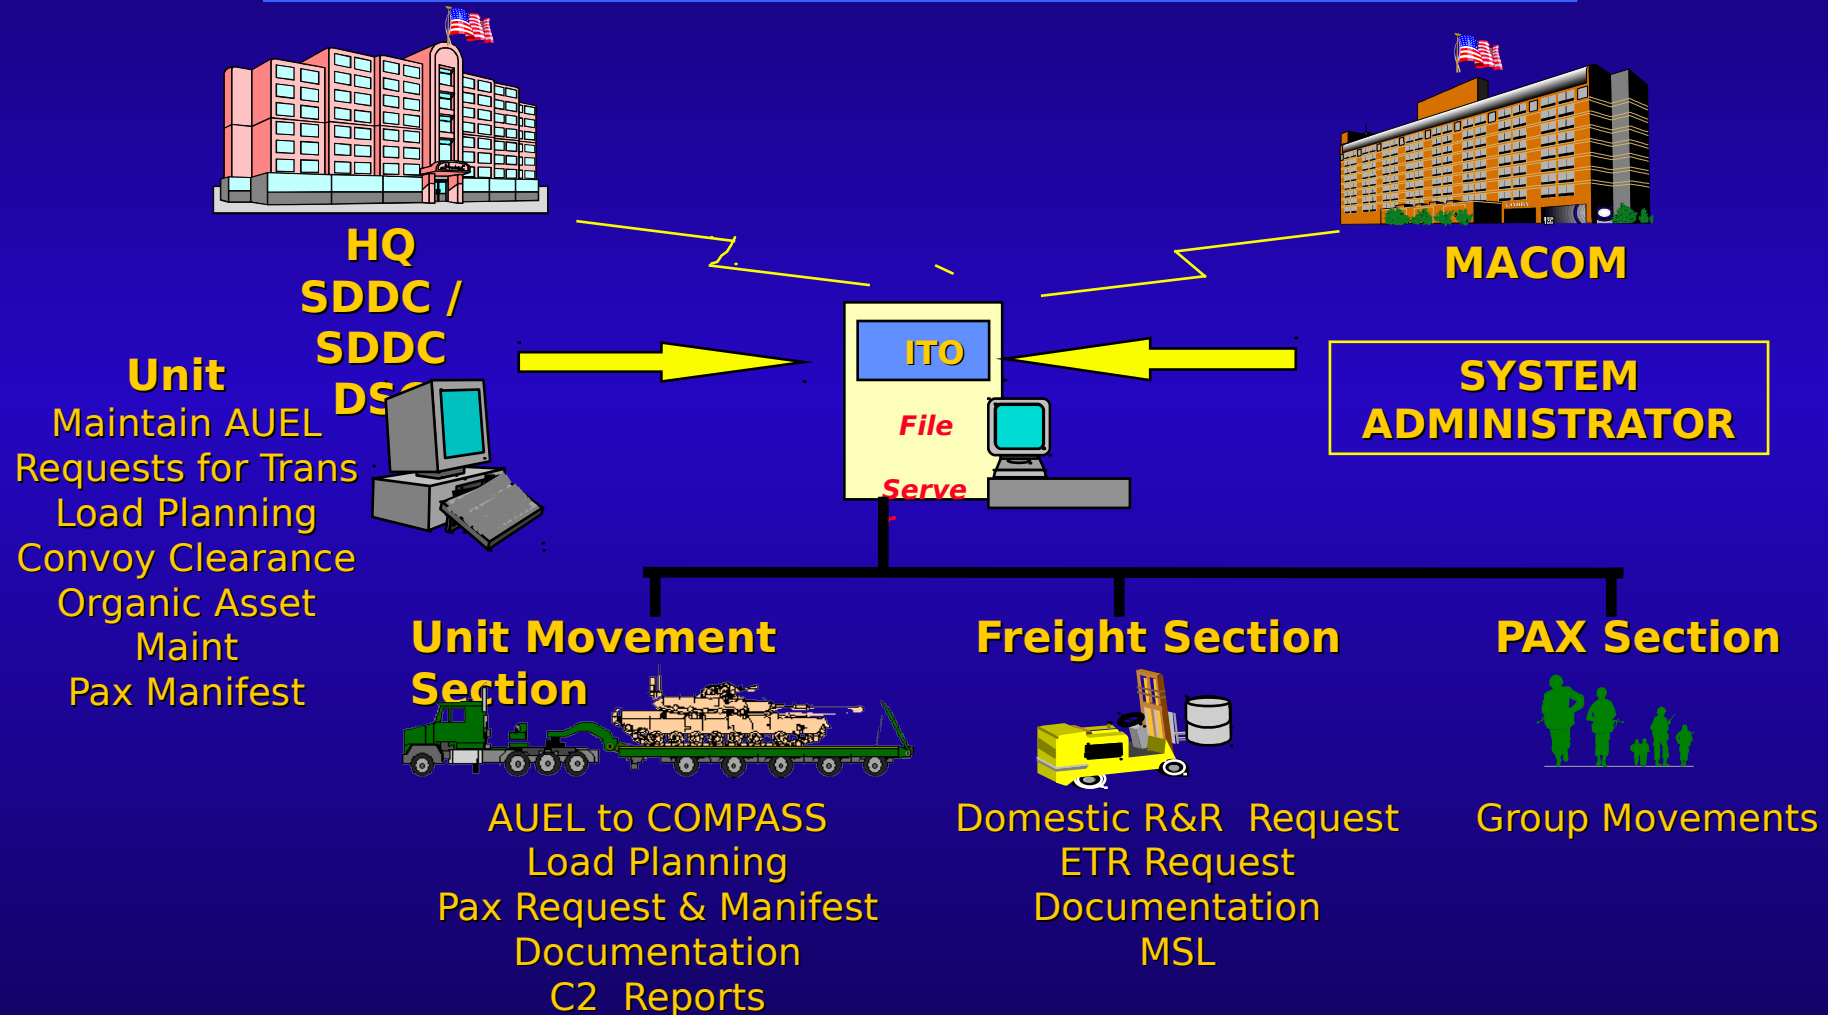 HQ
SDDC /
SDDC
MACOM
ITO
File
Serve
SYSTEM
ADMINISTRATOR
Unit
Maintain AUEL
Requests for Trans
Load Planning
Convoy Clearance
Organic Asset
Maint
Pax Manifest
Unit Movement
Section
AUEL to COMPASS
Load Planning
Pax Request & Manifest
Documentation
C2  Reports
Freight Section
Domestic R&R  Request
ETR Request
Documentation
MSL
PAX Section
Group Movements